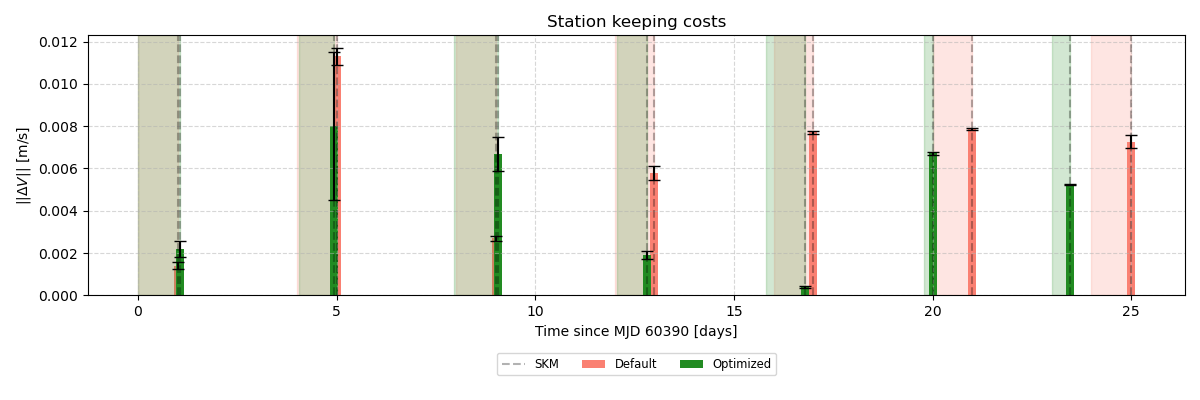 Station keeping costs
0.012
0.010
0.008
0.006
0.004
0.002
0.000
||ΔV|| [m/s]
0 5 10 15 20 25
Time since MJD 60390 [days]
SKM Default Optimized